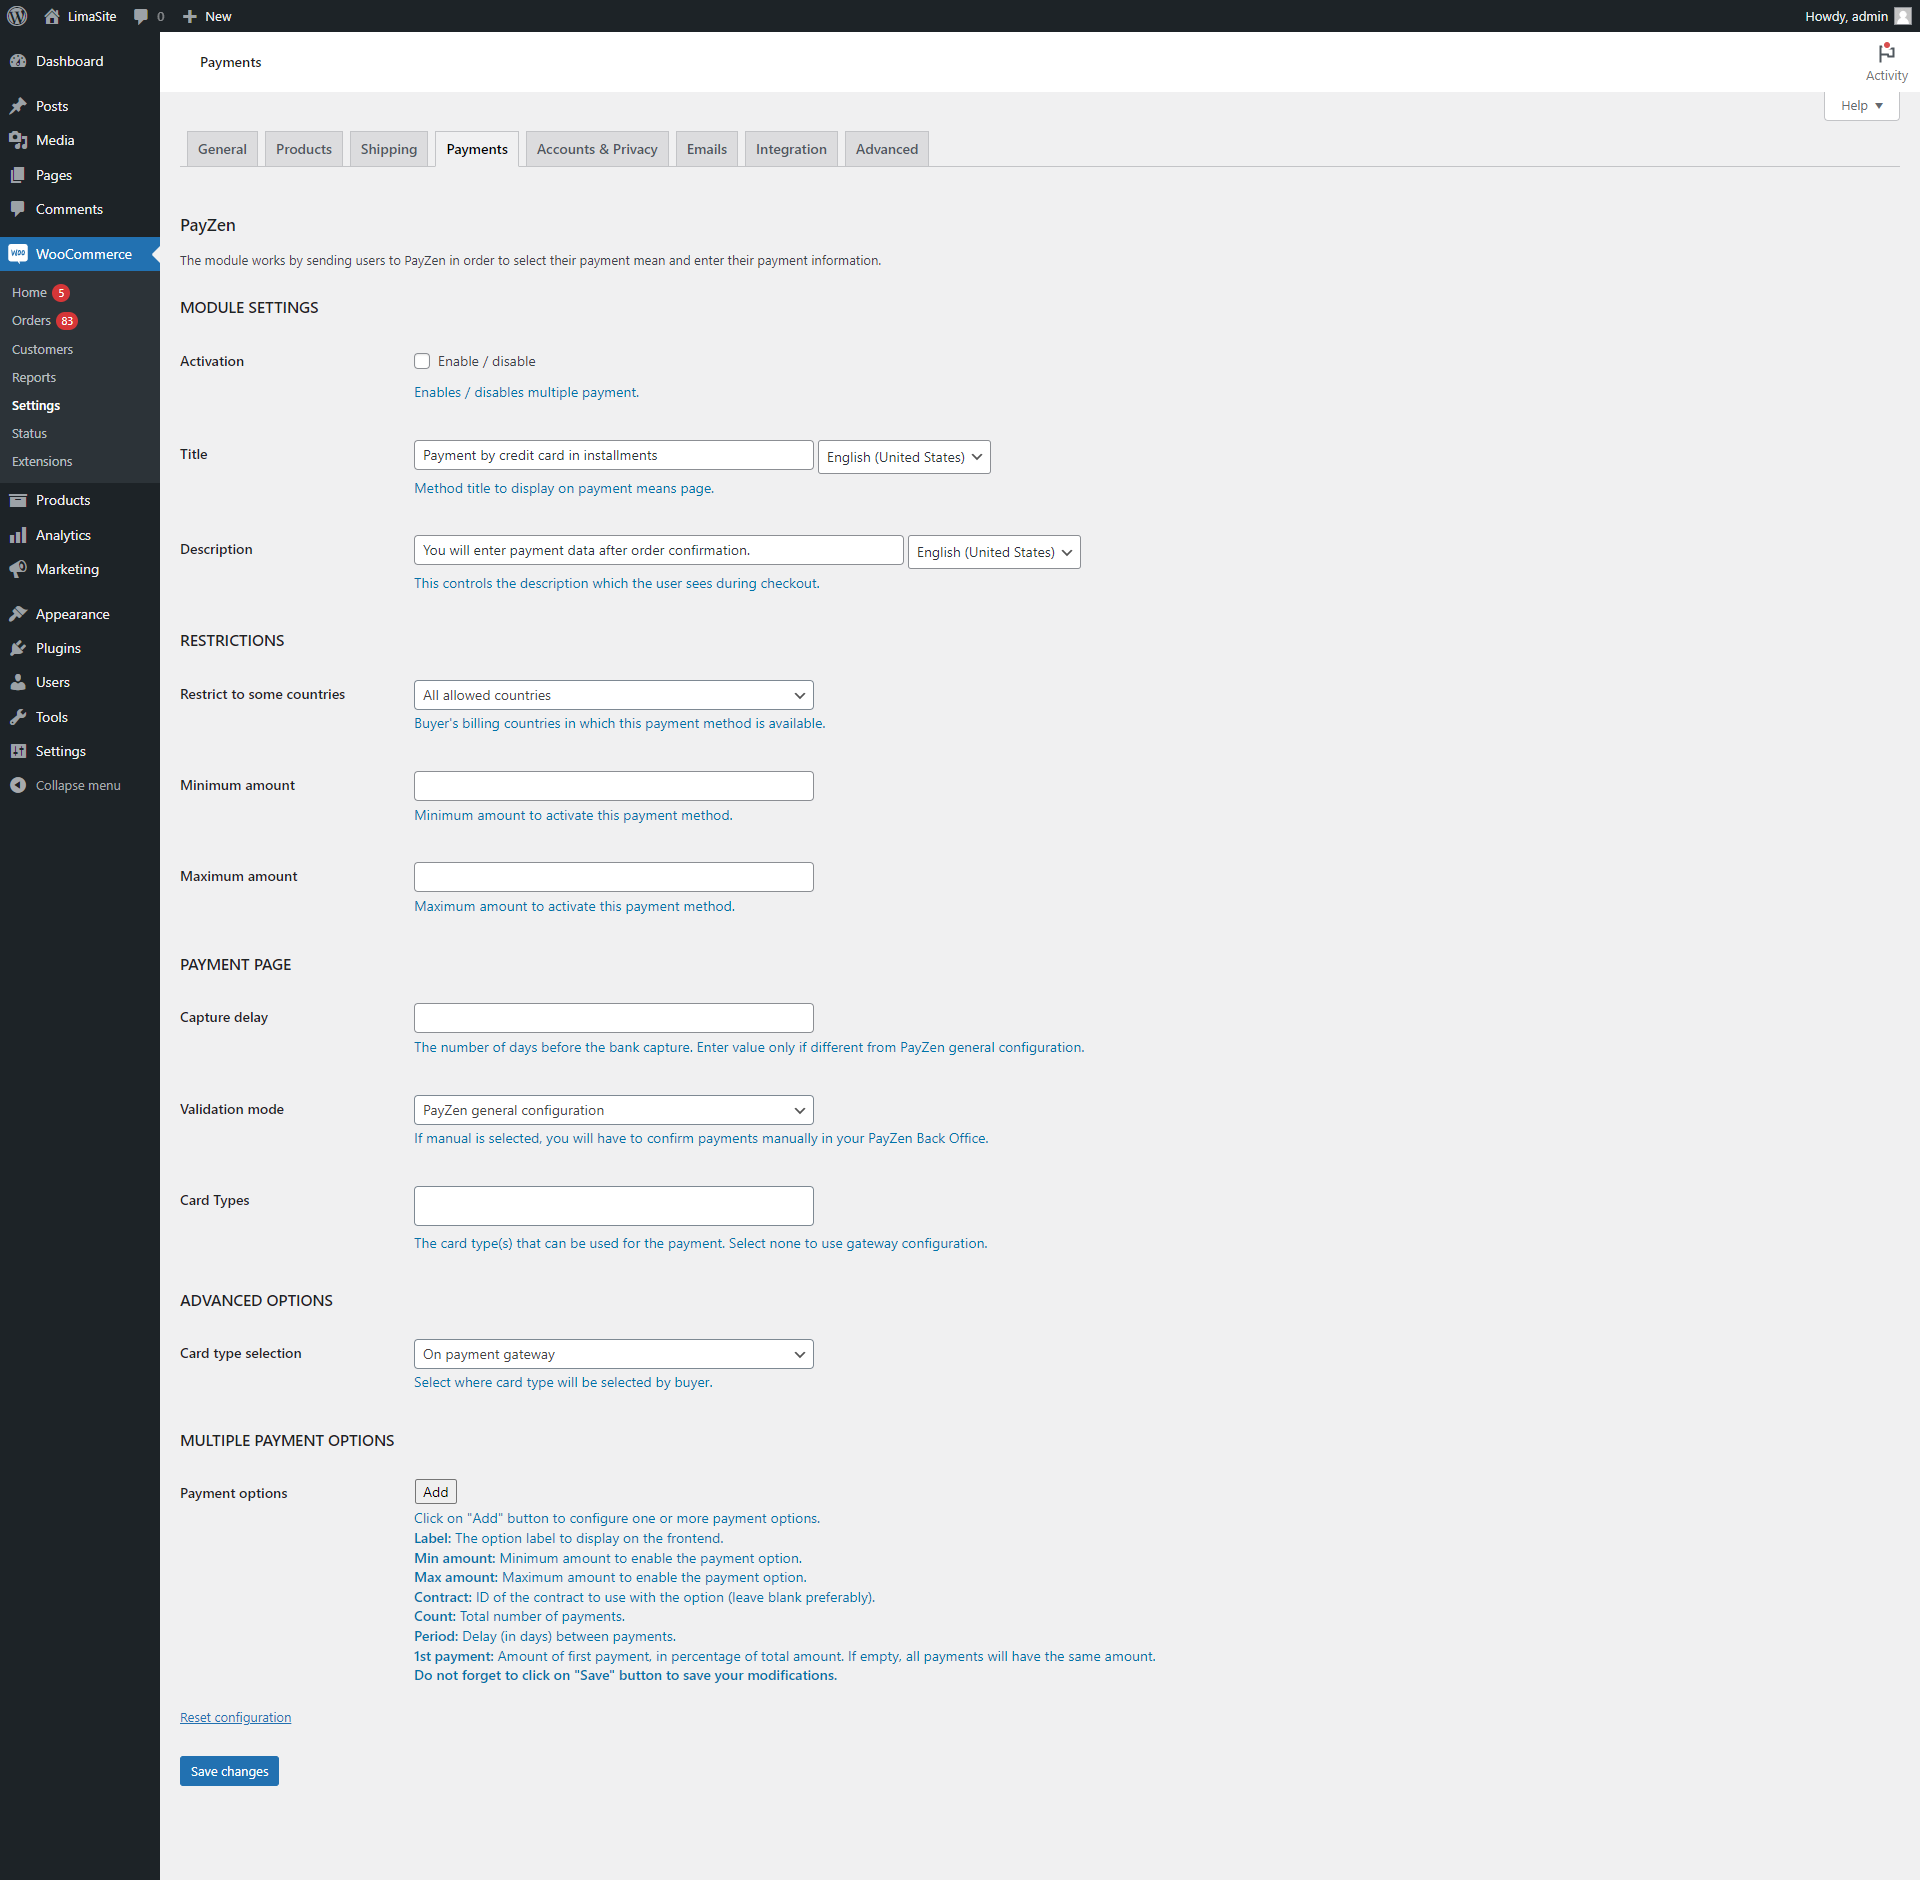 LimaSite
0
New
Howdy, admin
Dashboard
Posts
Media
Pages
Comments
WooCommerce
Home 5
Orders 83
Customers
Reports
Settings
Status
Extensions
Products
Analytics
Marketing
Appearance
Plugins
Users
Tools
Settings
Collapse menu
Payments
Activity
Help
General
Products
Shipping
Payments
Accounts & Privacy
Emails
Integration
Advanced
PayZen
The module works by sending users to PayZen in order to select their payment mean and enter their payment information.
MODULE SETTINGS
Activation
Enable / disable
Enables / disables multiple payment.
Title
Payment by credit card in installments
English (United States)
Method title to display on payment means page.
Description
You will enter payment data after order confirmation.
English (United States)
This controls the description which the user sees during checkout.
RESTRICTIONS
Restrict to some countries
All allowed countries
Buyer's billing countries in which this payment method is available.
Minimum amount
Minimum amount to activate this payment method.
Maximum amount
Maximum amount to activate this payment method.
PAYMENT PAGE
Capture delay
The number of days before the bank capture. Enter value only if different from PayZen general configuration.
Validation mode
PayZen general configuration
If manual is selected, you will have to confirm payments manually in your PayZen Back Office.
Card Types
The card type(s) that can be used for the payment. Select none to use gateway configuration.
ADVANCED OPTIONS
Card type selection
On payment gateway
Select where card type will be selected by buyer.
MULTIPLE PAYMENT OPTIONS
Payment options
Add
Click on "Add" button to configure one or more payment options.
Label: The option label to display on the frontend.
Min amount: Minimum amount to enable the payment option.
Max amount: Maximum amount to enable the payment option.
Contract: ID of the contract to use with the option (leave blank preferably).
Count: Total number of payments.
Period: Delay (in days) between payments.
1st payment: Amount of first payment, in percentage of total amount. If empty, all payments will have the same amount.
Do not forget to click on "Save" button to save your modifications.
Reset configuration
Save changes